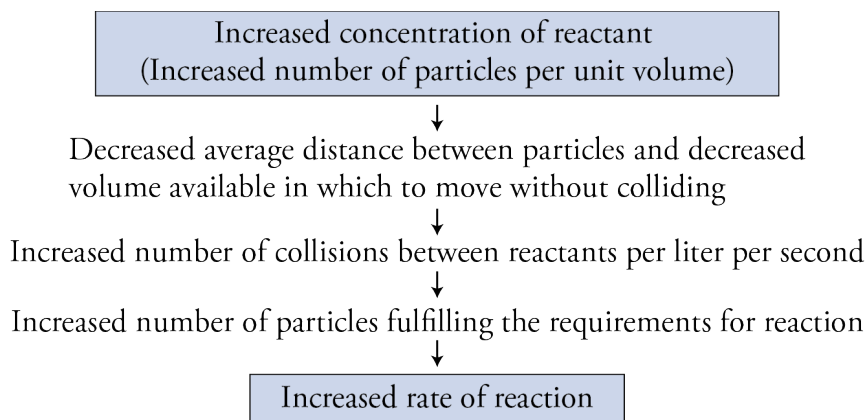 Increased concentration of reactant
(Increased number of particles per unit volume)
Decreased average distance between particles and decreased
volume available in which to move without colliding
Increased number of collisions between reactants per liter per second
Increased number of particles fulfilling the requirements for reaction
Increased rate of reaction